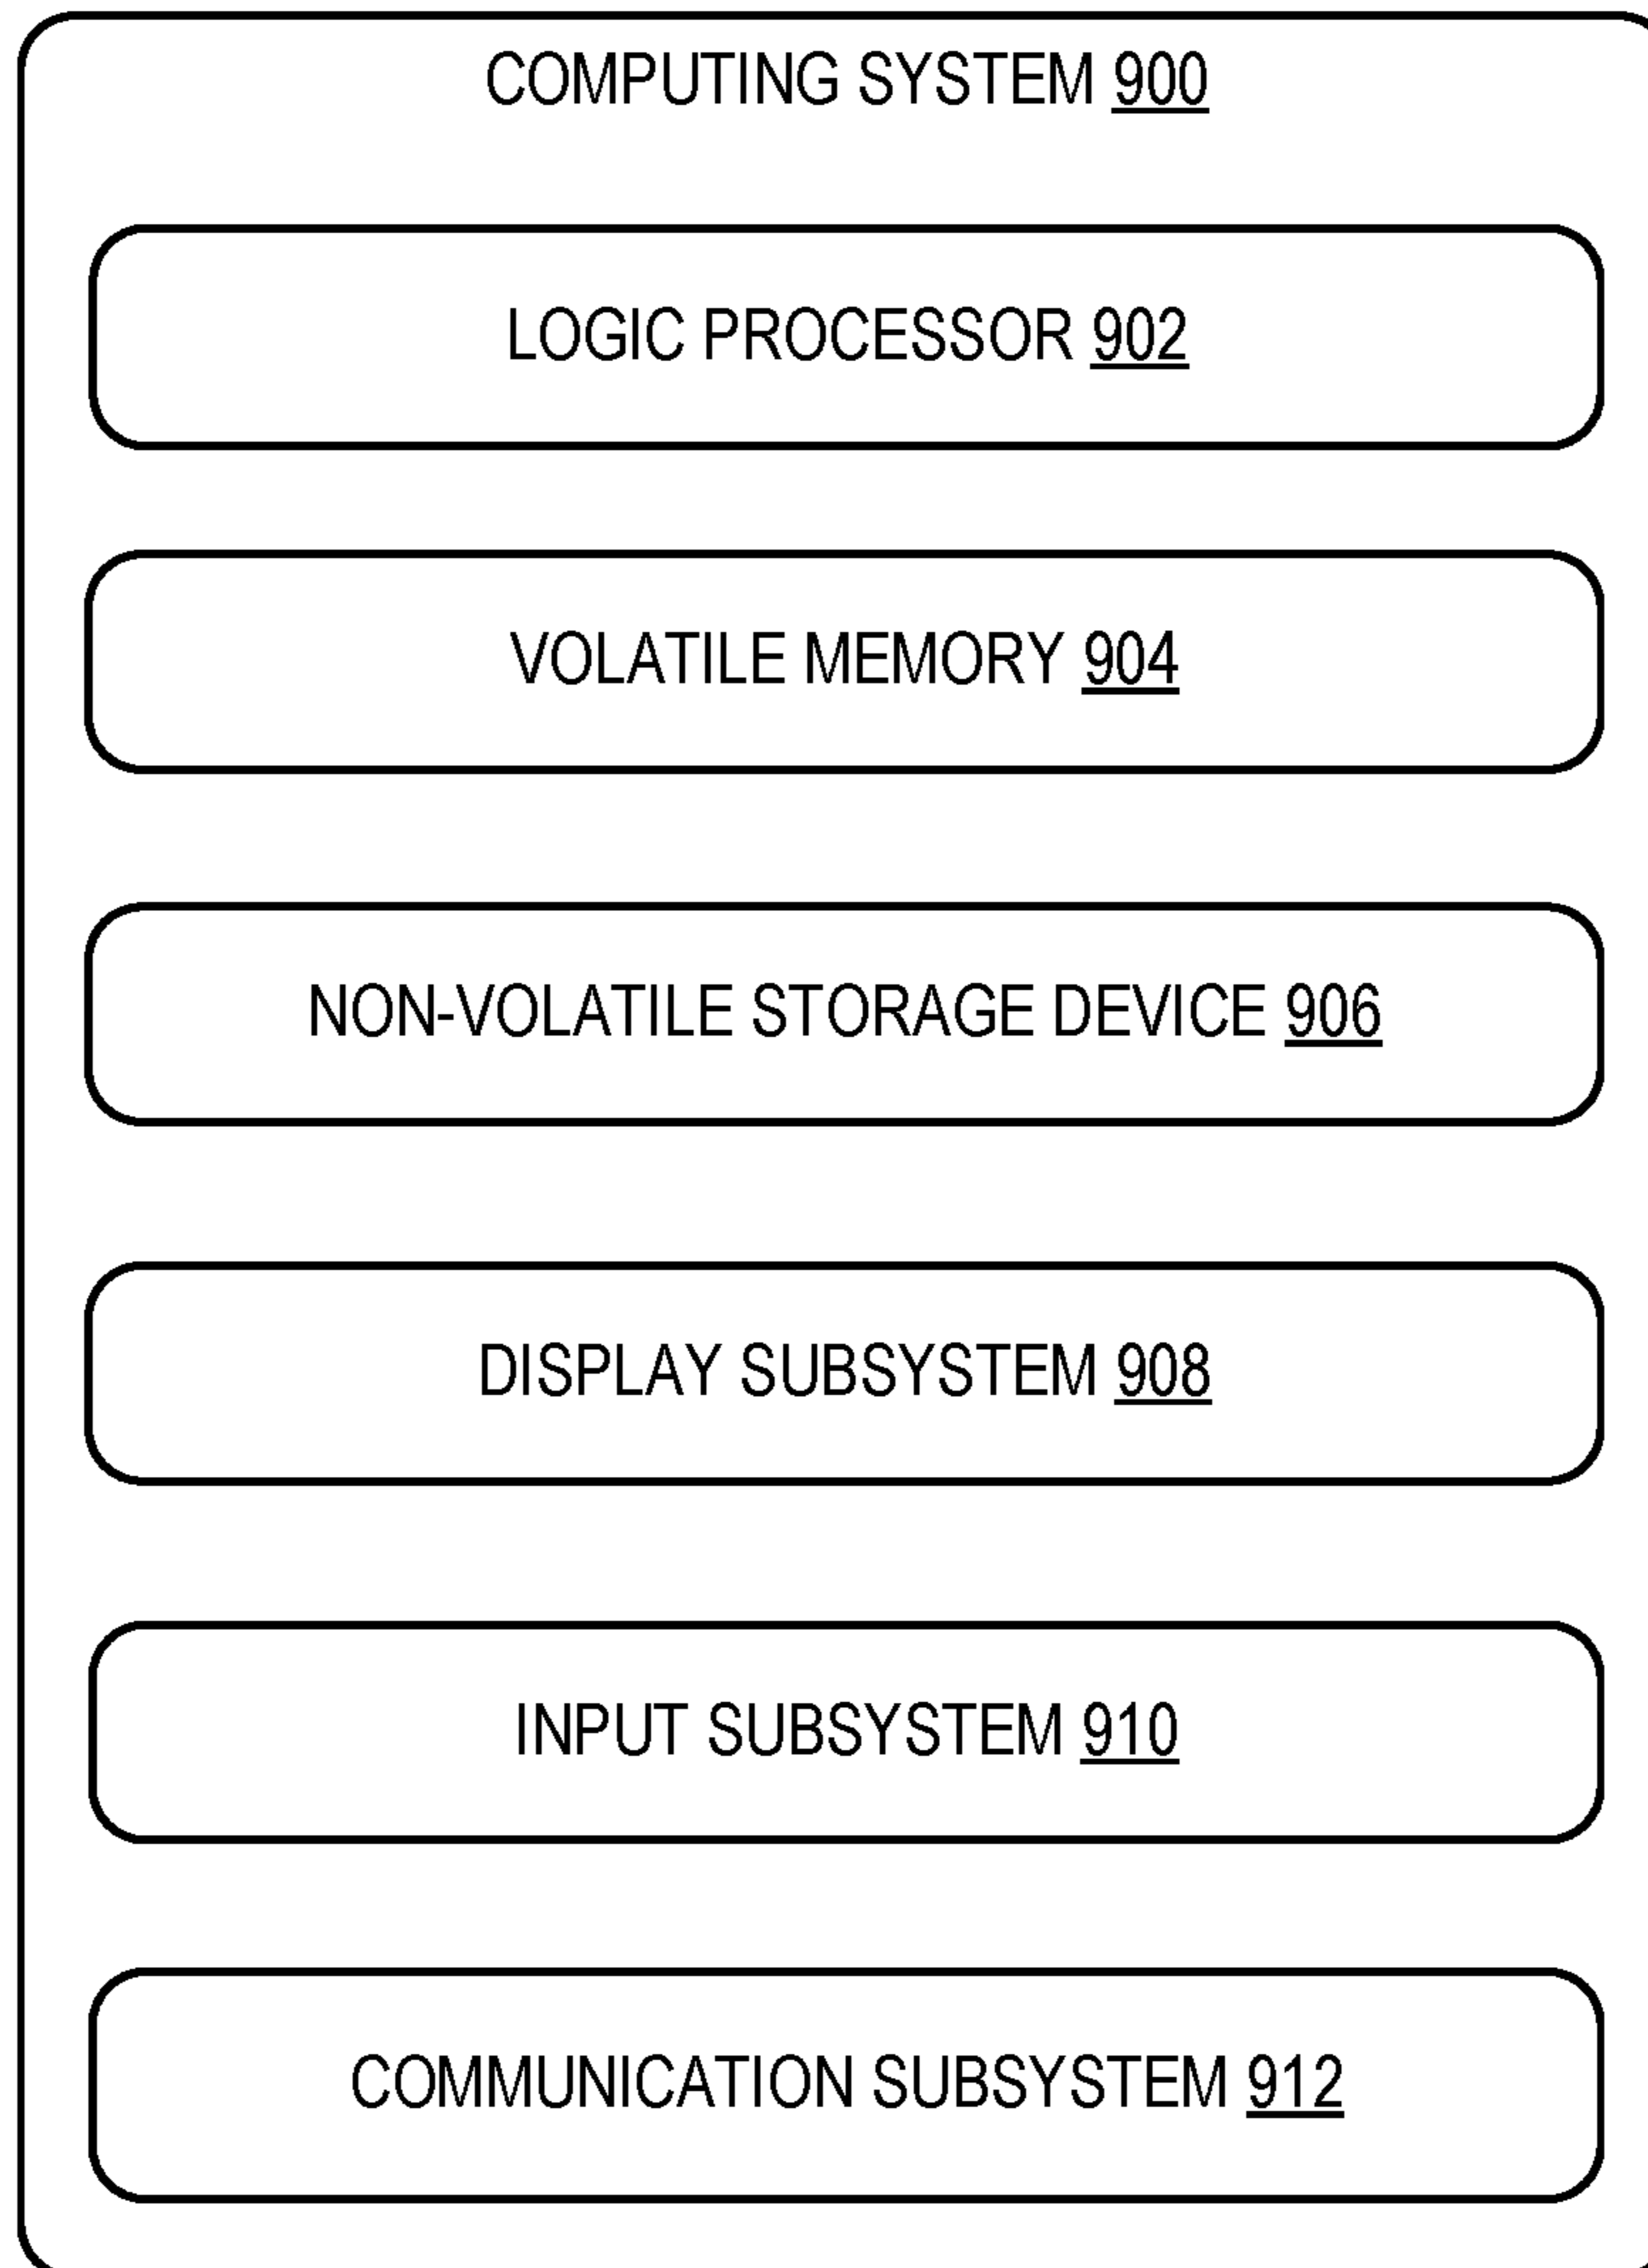 COMPUTING SYSTEM 900
LOGIC PROCESSOR 902
VOLATILE MEMORY 904
NON-VOLATILE STORAGE DEVICE 906
DISPLAY SUBSYSTEM 908
INPUT SUBSYSTEM 910
COMMUNICATION SUBSYSTEM 912